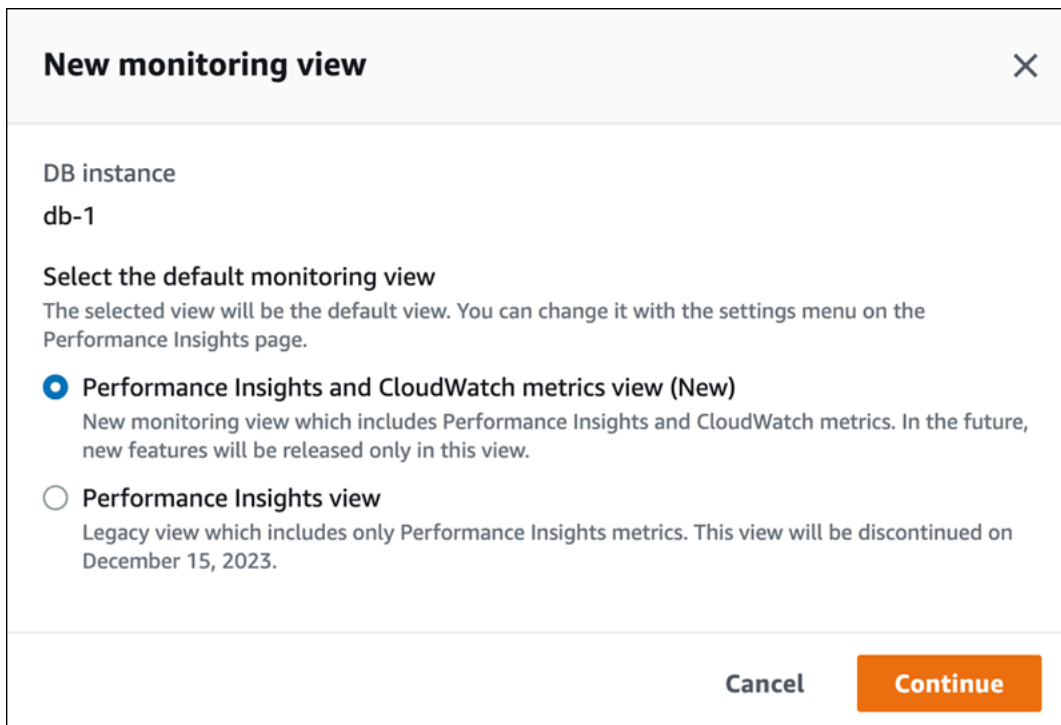 New monitoring view
DB instance
db-1
Select the default monitoring view
The selected view will be the default view. You can change it with the settings menu on the
Performance Insights page.
Performance Insights and CloudWatch metrics view (New)
New monitoring view which includes Performance Insights and CloudWatch metrics. In the future,
new features will be released only in this view.
Performance Insights view
Legacy view which includes only Performance Insights metrics. This view will be discontinued on
December 15, 2023.
Cancel
Continue